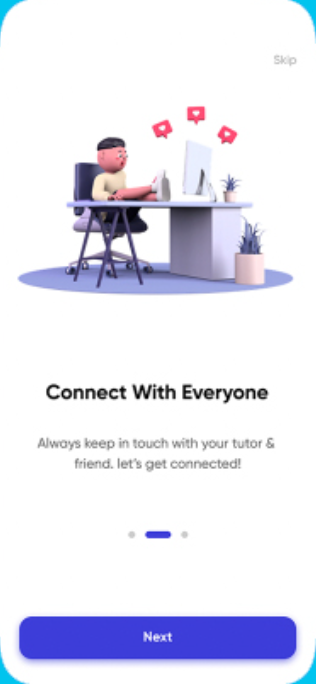 Skip
Connect With Everyone
Always keep in touch with your tutor &
friend. let's get connected!
Next